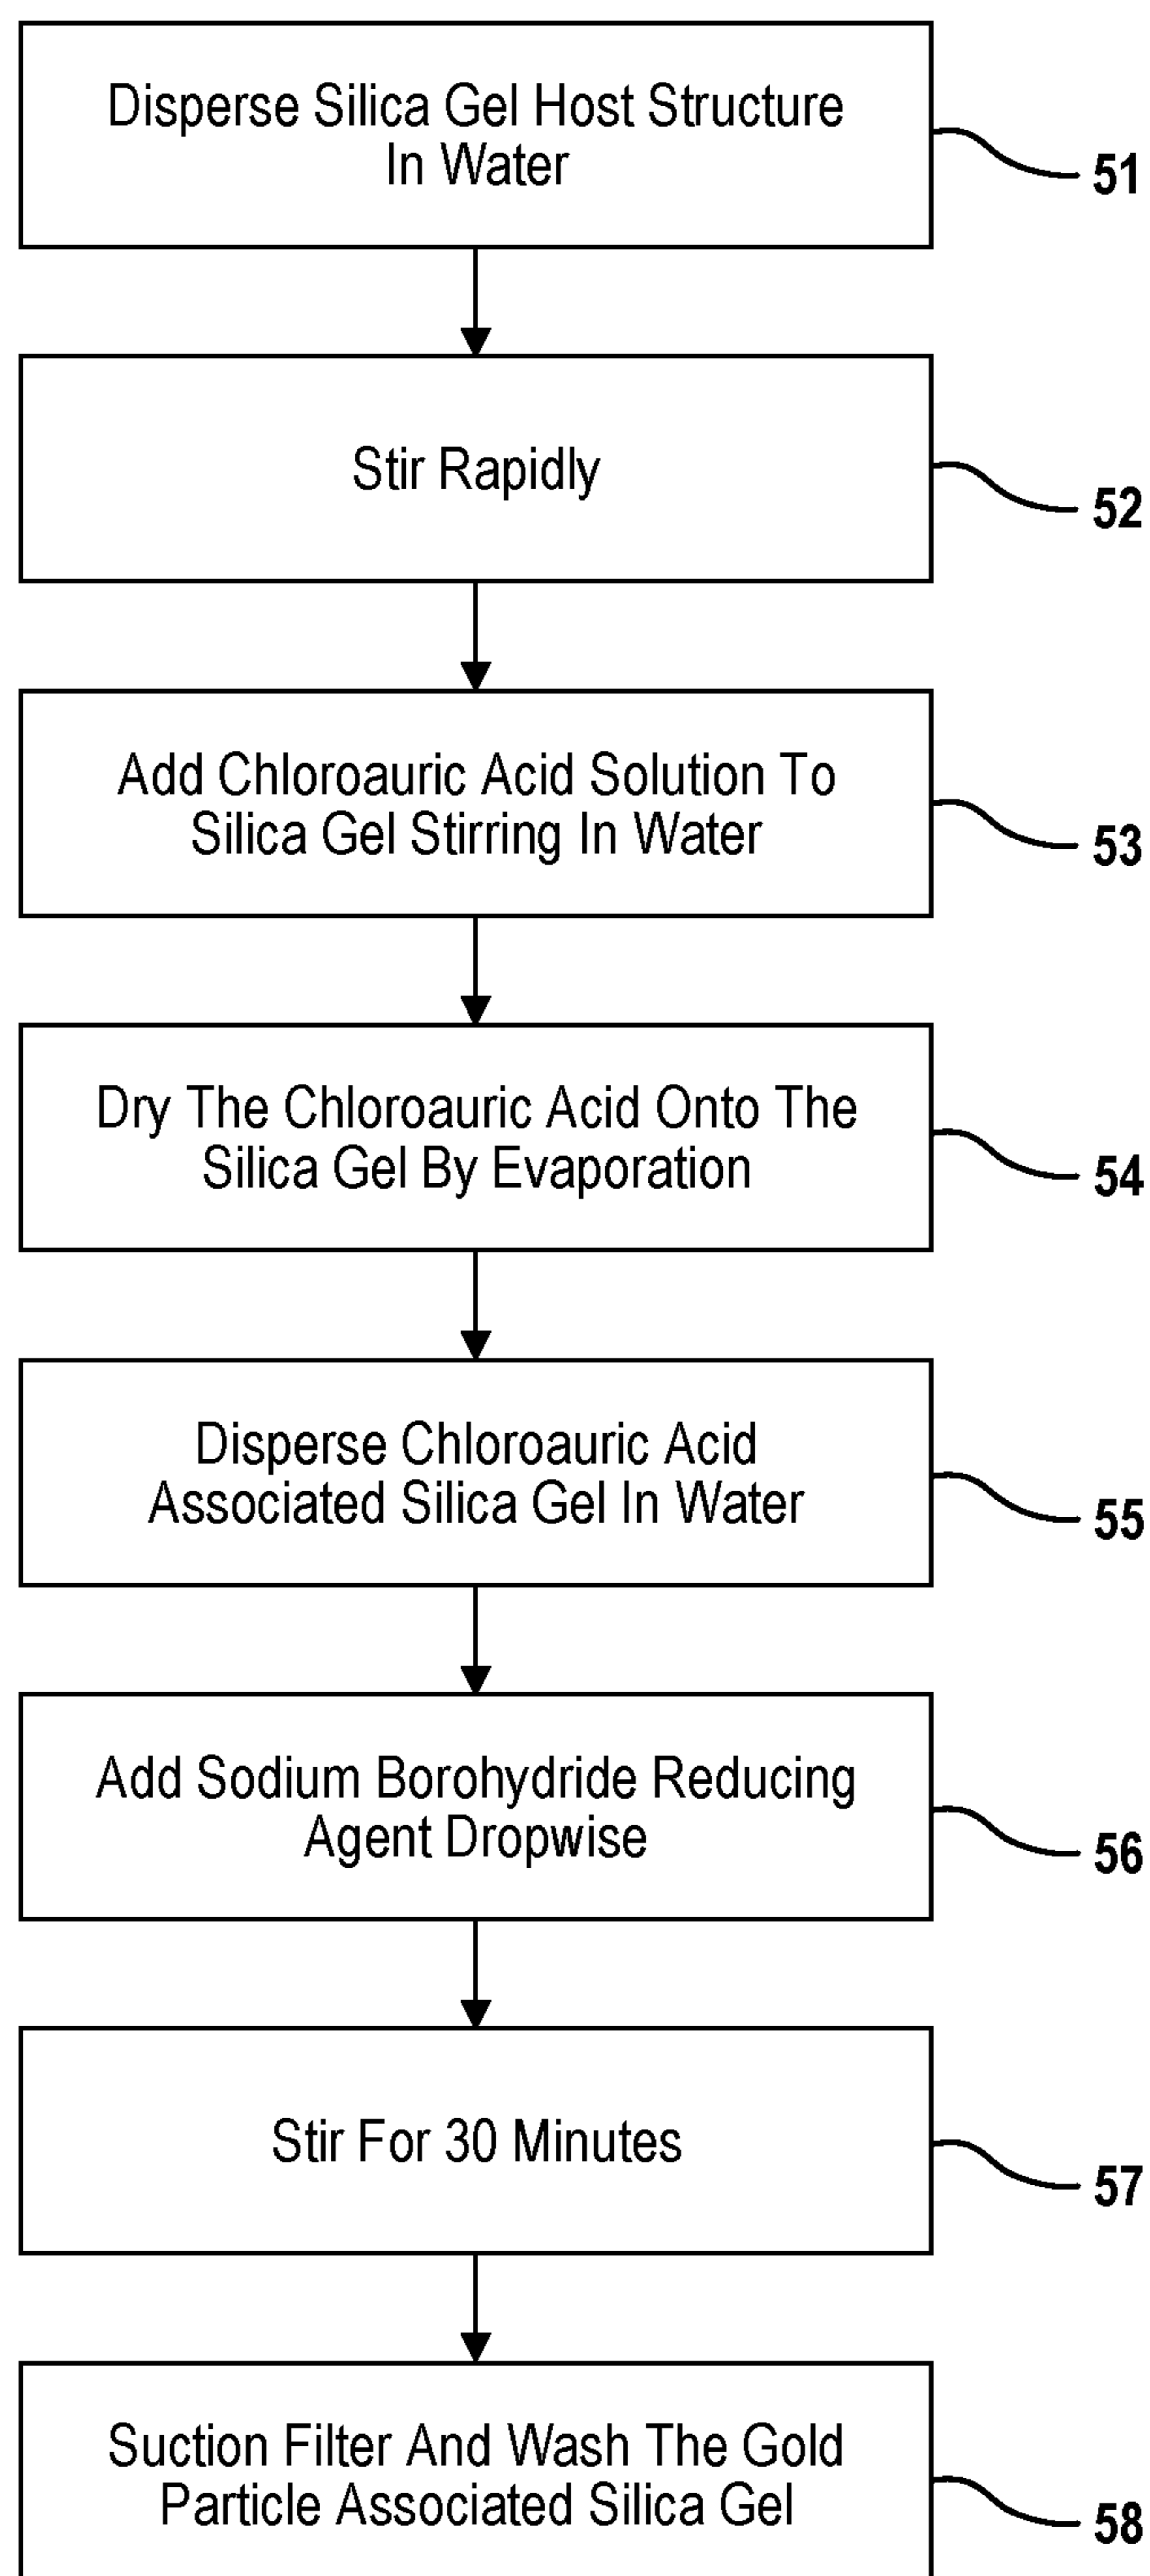 Disperse Silica Gel Host Structure
In Water
51
Stir Rapidly
52
Add Chloroauric Acid Solution To
Silica Gel Stirring In Water
53
Dry The Chloroauric Acid Onto The
Silica Gel By Evaporation
54
Disperse Chloroauric Acid
Associated Silica Gel In Water
55
Add Sodium Borohydride Reducing
Agent Dropwise
56
Stir For 30 Minutes
57
Suction Filter And Wash The Gold
Particle Associated Silica Gel
58